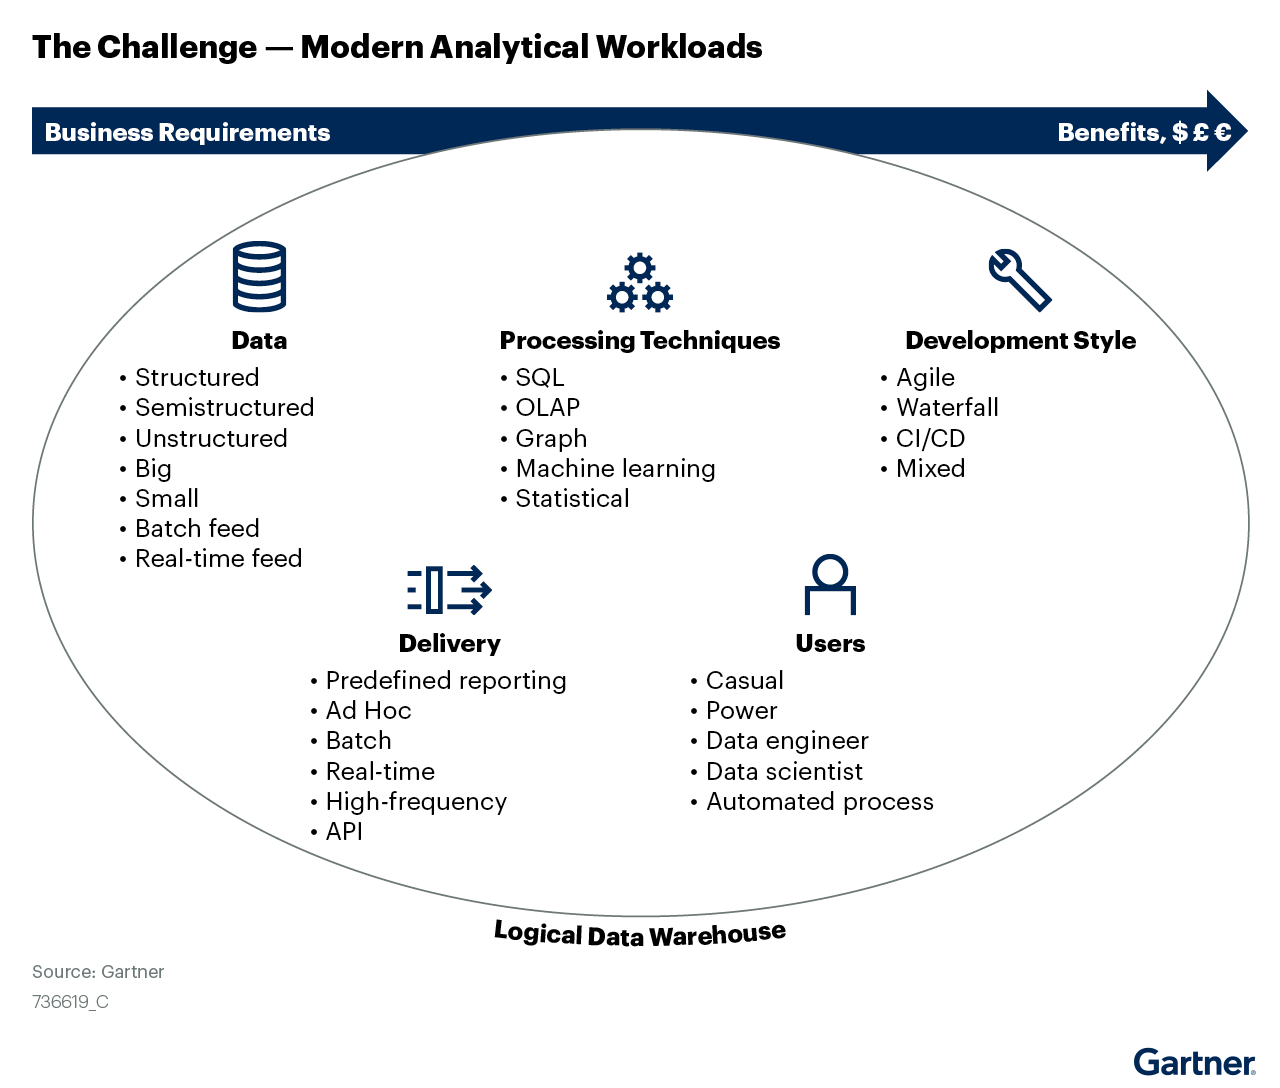 The Challenge — Modern Analytical Workloads
Business Requirements
Benefits, $ £ €
Data
• Structured
• Semistructured
• Unstructured
• Big
• Small
• Batch feed
• Real-time feed
Processing Techniques
• SQL
• OLAP
• Graph
• Machine learning
• Statistical
Development Style
• Agile
• Waterfall
• CI/CD
• Mixed
Delivery
• Predefined reporting
• Ad Hoc
• Batch
• Real-time
• High-frequency
• API
Users
• Casual
• Power
• Data engineer
• Data scientist
• Automated process
Logical Data Warehouse
Source: Gartner
736619_C
Gartner®